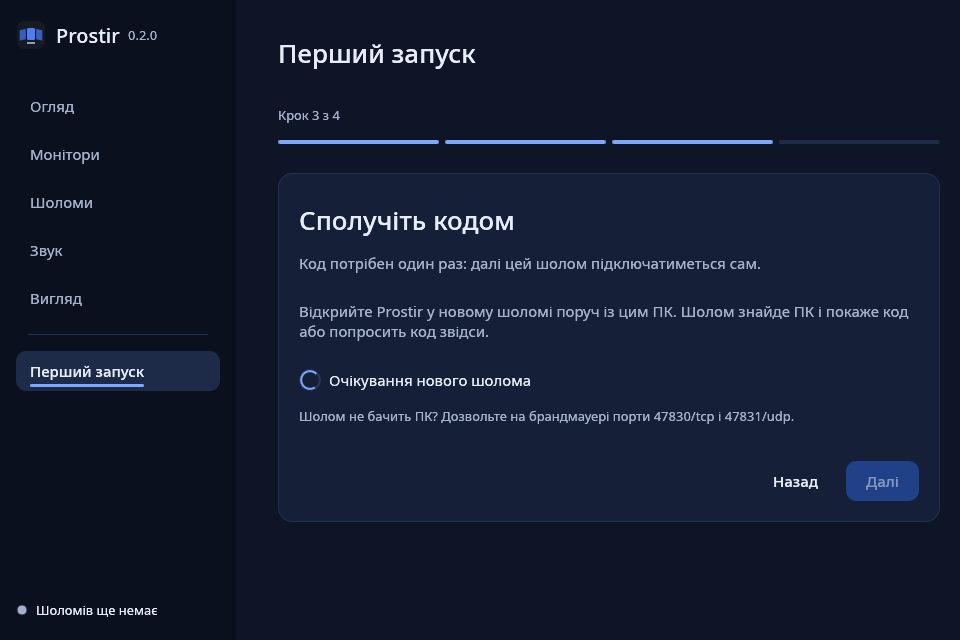 Prostir 0.2.0
Огляд
Монітори
Шоломи
Звук
Вигляд
Перший запуск
Шоломів ще немає
Перший запуск
Крок 3 з 4
Сполучіть кодом
Код потрібен один раз: далі цей шолом підключатиметься сам.
Відкрийте Prostir у новому шоломі поруч із цим ПК. Шолом знайде ПК і покаже код
або попросить код звідси.
Очікування нового шолома
Шолом не бачить ПК? Дозвольте на брандмауері порти 47830/tcp і 47831/udp.
Назад
Далі